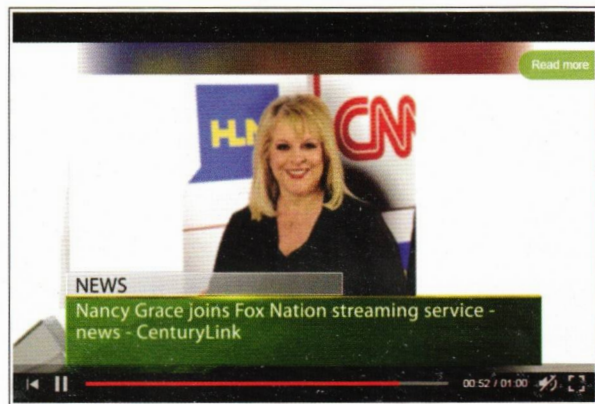 Read more
HLN
CNN
NEWS
Nancy Grace joins Fox Nation streaming service -
news - CenturyLink
00:52 / 01:00